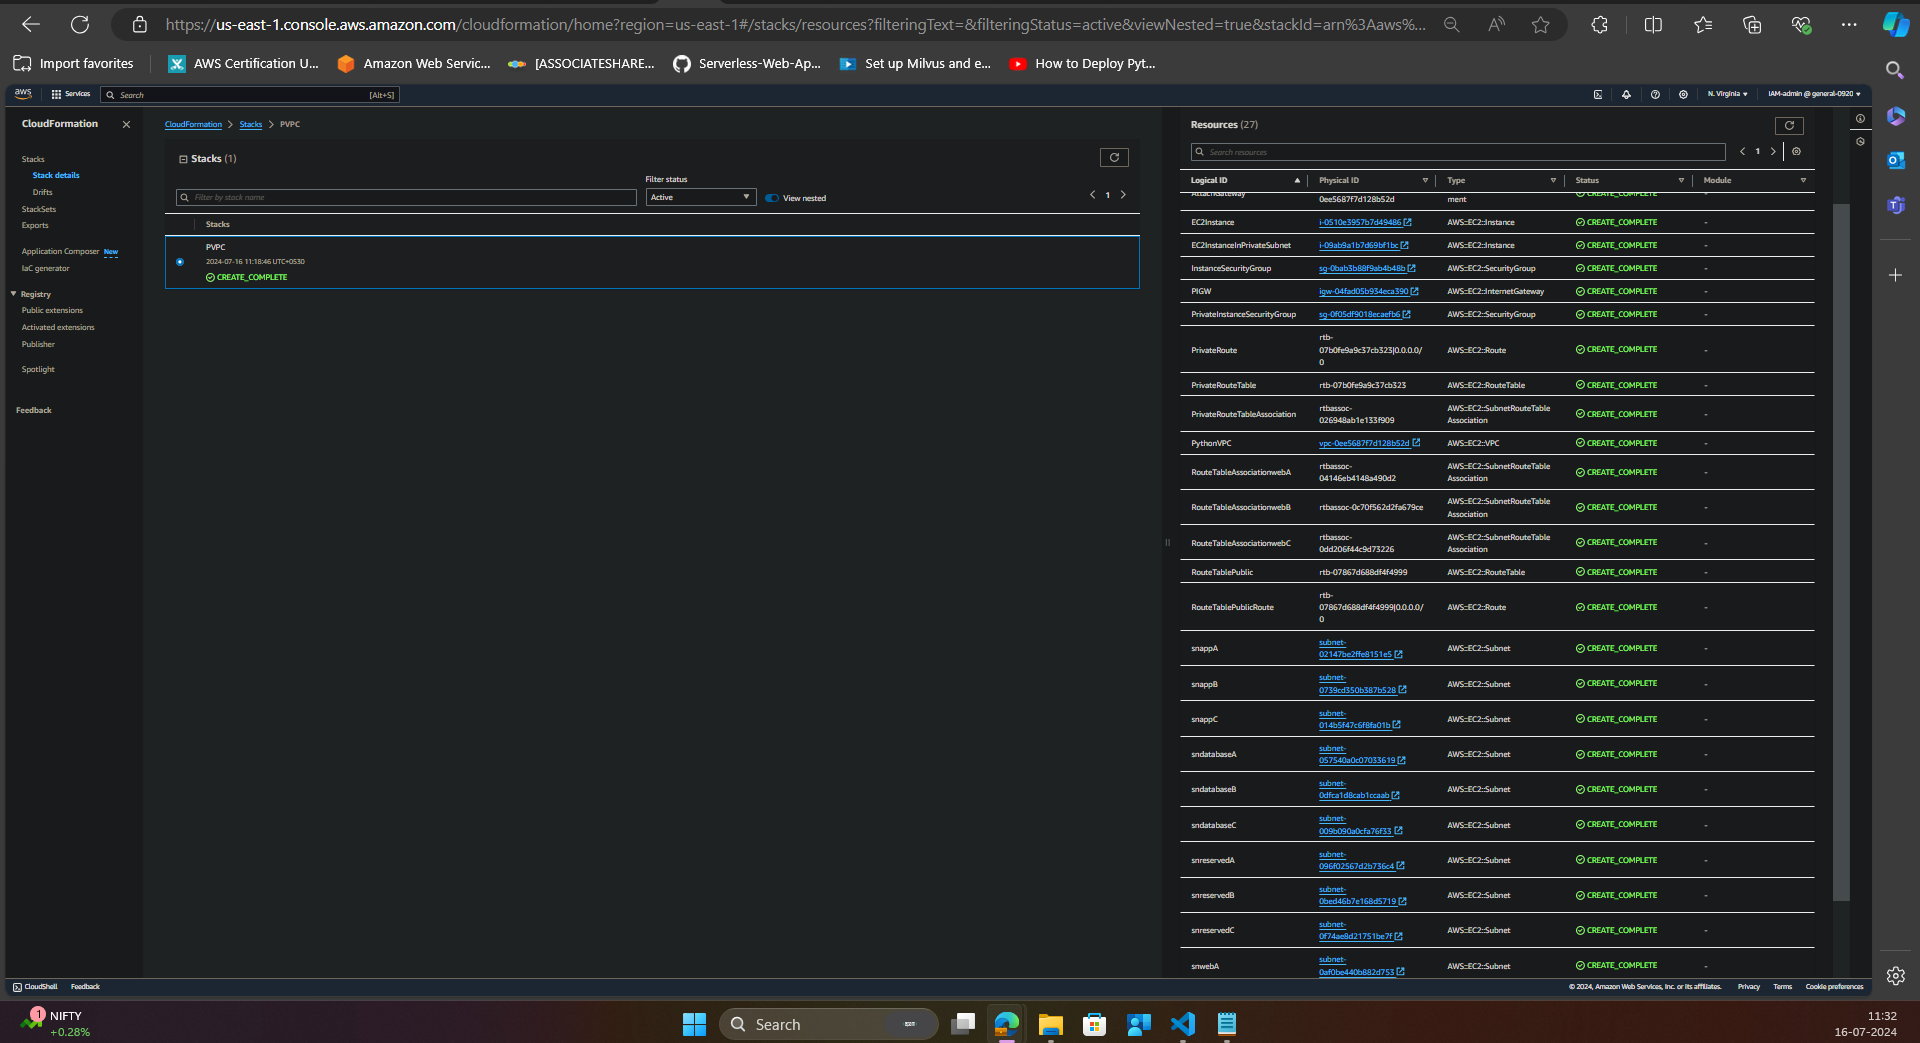 https://us-east-1.console.aws.amazon.com/cloudformation/home?region=us-east-1#/stacks/resources?filteringText=&filteringStatus=active&viewNested=true&stackId=arn%3Aaws%...
Import favorites
AWS Certification U...
Amazon Web Servic...
[ASSOCIATESHARE...
Serverless-Web-Ap...
Set up Milvus and e...
How to Deploy Pyt...
aws
Services
Search
[Alt+S]
N. Virginia
IAM-admin @ general-0920
CloudFormation
Stacks
Stack details
Drifts
StackSets
Exports
Application Composer New
IaC generator
Registry
Public extensions
Activated extensions
Publisher
Spotlight
Feedback
CloudFormation > Stacks > PVPC
Stacks (1)
Filter status
Filter by stack name
Active
View nested
1
Stacks
PVPC
2024-07-16 11:18:46 UTC+0530
CREATE_COMPLETE
Resources (27)
Search resources
1
Logical ID Physical ID Type Status Module
AttachGateway 0ee5687f7d128b52d ment CREATE_COMPLETE
EC2Instance i-0510e3957b7d49486 AWS::EC2::Instance CREATE_COMPLETE -
EC2InstanceInPrivateSubnet i-09ab9a1b7d69bf1bc AWS::EC2::Instance CREATE_COMPLETE -
InstanceSecurityGroup sg-0bab3b88f9ab4b48b AWS::EC2::SecurityGroup CREATE_COMPLETE -
PIGW igw-04fad05b934eca390 AWS::EC2::InternetGateway CREATE_COMPLETE -
PrivateInstanceSecurityGroup sg-0f05df9018ecaefb6 AWS::EC2::SecurityGroup CREATE_COMPLETE -
rtb-
PrivateRoute 07b0fe9a9c37cb323|0.0.0.0/ AWS::EC2::Route CREATE_COMPLETE -
0
PrivateRouteTable rtb-07b0fe9a9c37cb323 AWS::EC2::RouteTable CREATE_COMPLETE -
rtbassoc- AWS::EC2::SubnetRouteTable
PrivateRouteTableAssociation CREATE_COMPLETE -
026948ab1e133f909 Association
PythonVPC vpc-0ee5687f7d128b52d AWS::EC2::VPC CREATE_COMPLETE -
rtbassoc- AWS::EC2::SubnetRouteTable
RouteTableAssociationwebA CREATE_COMPLETE -
04146eb4148a490d2 Association
AWS::EC2::SubnetRouteTable
RouteTableAssociationwebB rtbassoc-0c70f562d2fa679ce CREATE_COMPLETE -
Association
rtbassoc- AWS::EC2::SubnetRouteTable
RouteTableAssociationwebC CREATE_COMPLETE -
0dd206f44c9d73226 Association
RouteTablePublic rtb-07867d688df4f4999 AWS::EC2::RouteTable CREATE_COMPLETE -
rtb-
RouteTablePublicRoute 07867d688df4f4999|0.0.0.0/ AWS::EC2::Route CREATE_COMPLETE -
0
subnet-
snappA AWS::EC2::Subnet CREATE_COMPLETE -
02147be2ffe8151e5
subnet-
snappB AWS::EC2::Subnet CREATE_COMPLETE -
0739cd350b387b528
subnet-
snappC AWS::EC2::Subnet CREATE_COMPLETE -
014b5f47c6f8fa01b
subnet-
sndatabaseA AWS::EC2::Subnet CREATE_COMPLETE -
057540a0c07033619
subnet-
sndatabaseB AWS::EC2::Subnet CREATE_COMPLETE -
0dfca1d8cab1ccaab
subnet-
sndatabaseC AWS::EC2::Subnet CREATE_COMPLETE -
009b090a0cfa76f33
subnet-
snreservedA AWS::EC2::Subnet CREATE_COMPLETE -
096f02567d2b736c4
subnet-
snreservedB AWS::EC2::Subnet CREATE_COMPLETE -
0bed46b7e168d5719
subnet-
snreservedC AWS::EC2::Subnet CREATE_COMPLETE -
0f74ae8d21751be7f
subnet-
snwebA AWS::EC2::Subnet CREATE_COMPLETE -
0af0be440b882d753
CloudShell Feedback
© 2024, Amazon Web Services, Inc. or its affiliates. Privacy Terms Cookie preferences
1
NIFTY
+0.28%
Search
11:32
16-07-2024